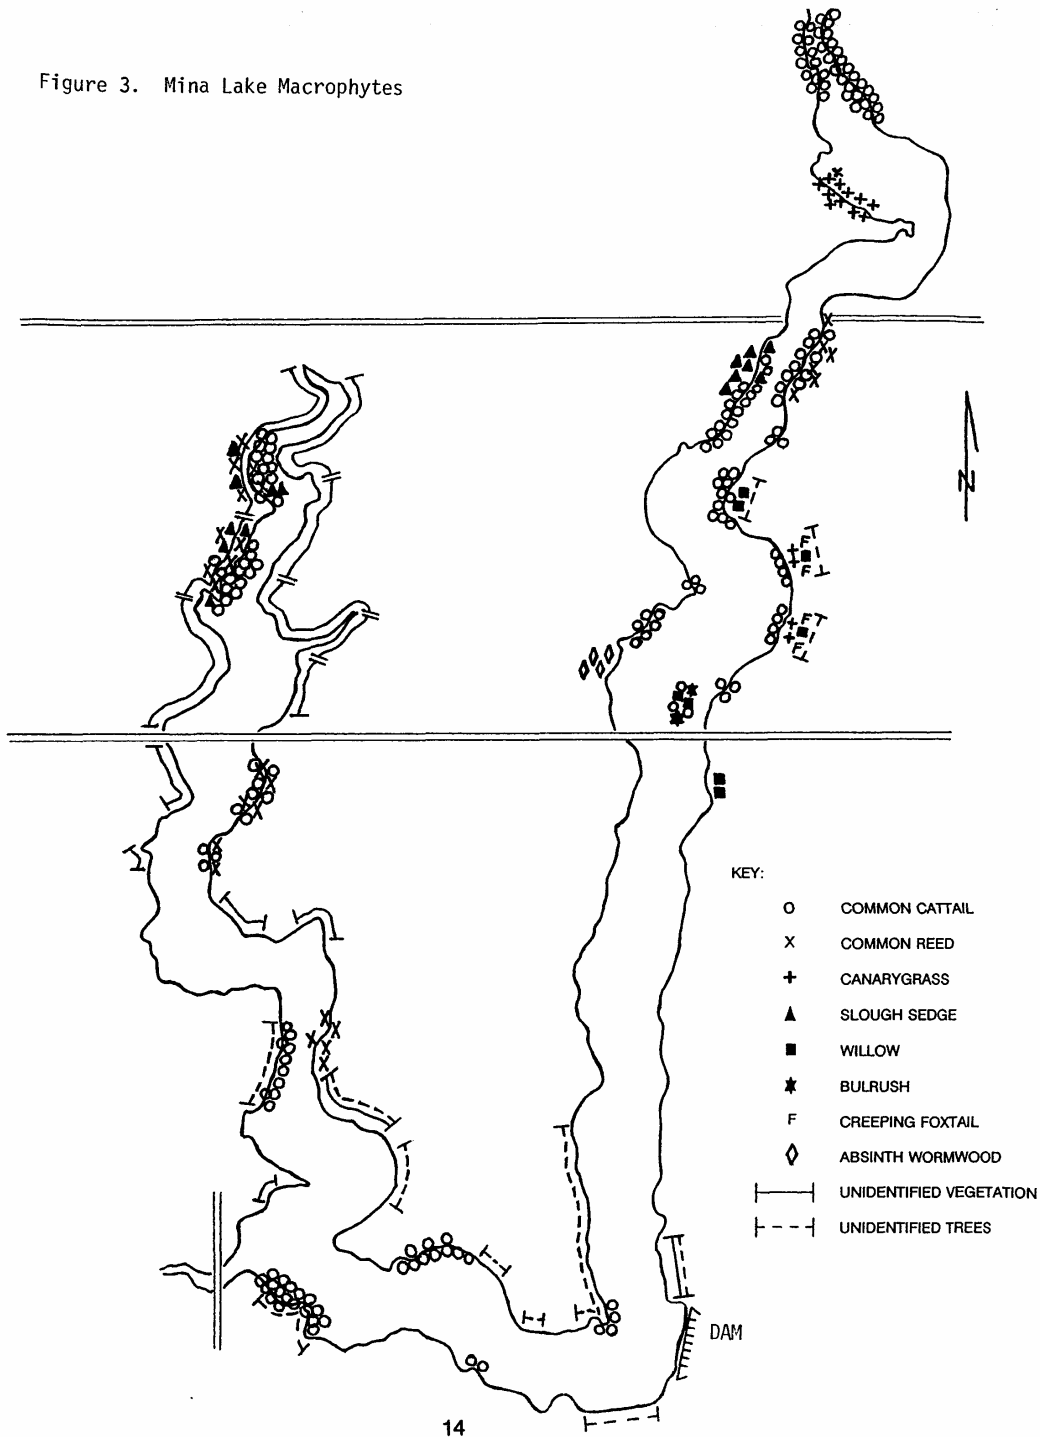 Figure 3. Mina Lake Macrophytes
N
F
F
F
F
KEY:
O COMMON CATTAIL
X COMMON REED
+ CANARYGRASS
▲ SLOUGH SEDGE
■ WILLOW
★ BULRUSH
F CREEPING FOXTAIL
◊ ABSINTH WORMWOOD
UNIDENTIFIED VEGETATION
UNIDENTIFIED TREES
DAM
14